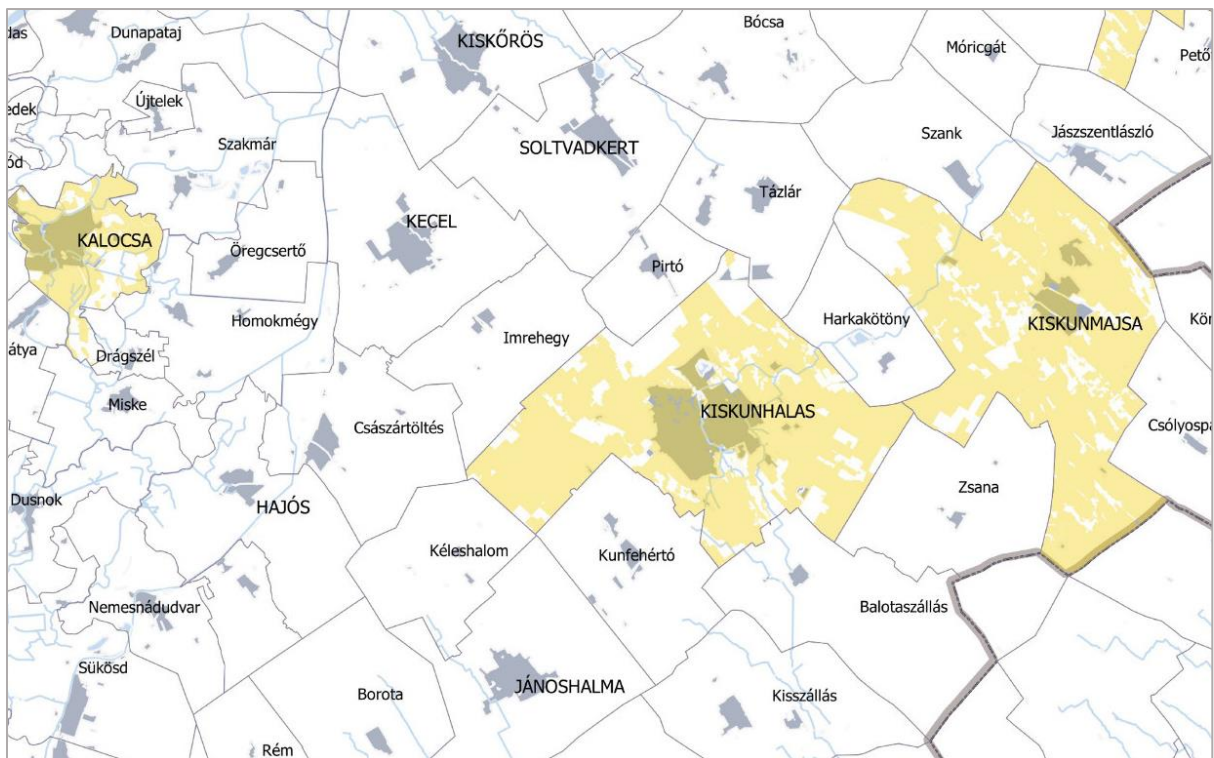 Dunapataj
KISKŐRÖS
Bócsa
Móricgát
Újtelek
Szakmár
SOLTVADKERT
Szank
Jászszentlászló
Tázlár
KALOCSA
KECEL
Öregcsertő
Pirtó
Homokmégy
Imrehegy
Harkakötöny
KISKUNMAJSA
Drágszél
Miske
Császártöltés
KISKUNHALAS
Dusnok
HAJÓS
Zsana
Kéleshalom
Kunfehértó
Nemesnádudvar
Balotaszállás
Sükösd
Borota
JÁNOSHALMA
Kisszállás
Rém